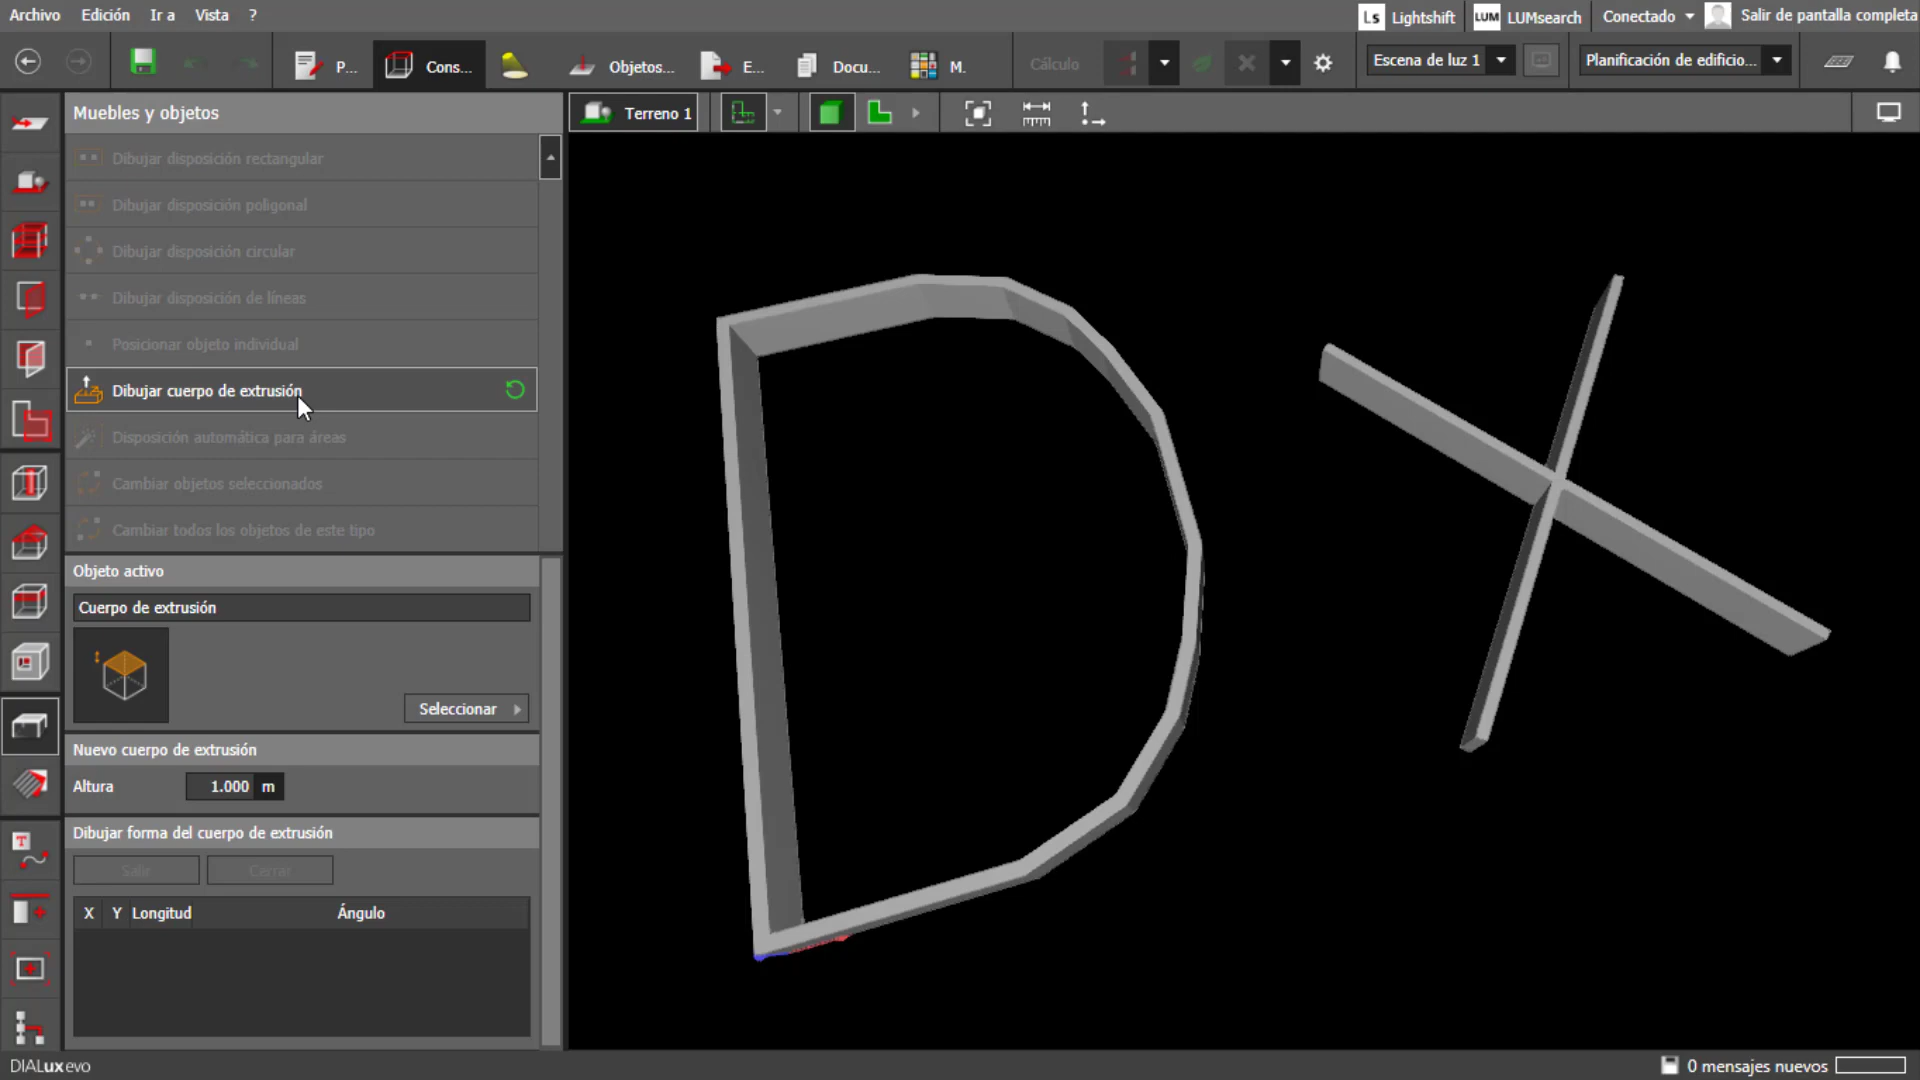 Archivo Edición Ir a Vista ?
Ls Lightshift LUM LUMsearch Conectado Salir de pantalla completa
P... Cons... Objetos... E... Docu... M. Cálculo Escena de luz 1 Planificación de edificio...
Muebles y objetos
Terreno 1
Dibujar disposición rectangular
Dibujar disposición poligonal
Dibujar disposición circular
Dibujar disposición de líneas
Posicionar objeto individual
Dibujar cuerpo de extrusión
Disposición automática para áreas
Cambiar objetos seleccionados
Cambiar todos los objetos de este tipo
Objeto activo
Cuerpo de extrusión
Seleccionar
Nuevo cuerpo de extrusión
Altura 1.000 m
Dibujar forma del cuerpo de extrusión
Salir Cerrar
X Y Longitud Ángulo
DIALux evo
0 mensajes nuevos